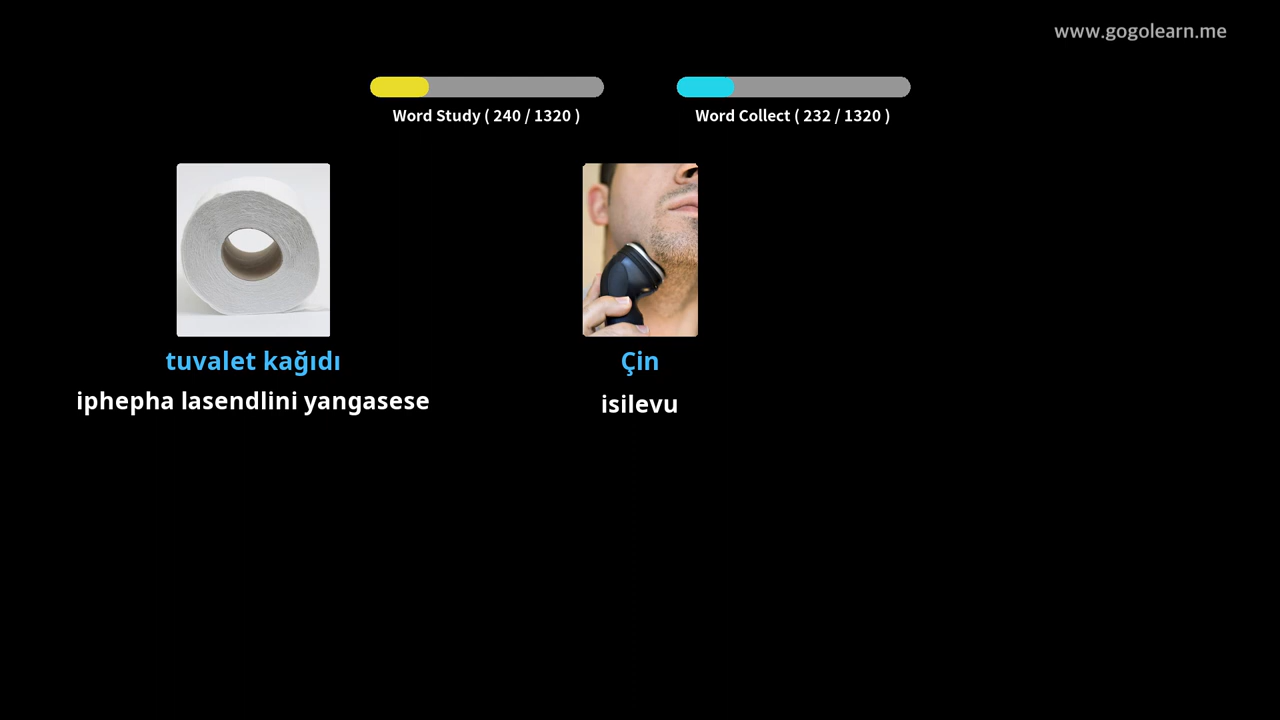 www.gogolearn.me
Word Study ( 240 / 1320 )
Word Collect ( 232 / 1320 )
tuvalet kağıdı
iphepha lasendlini yangasese
Çin
isilevu